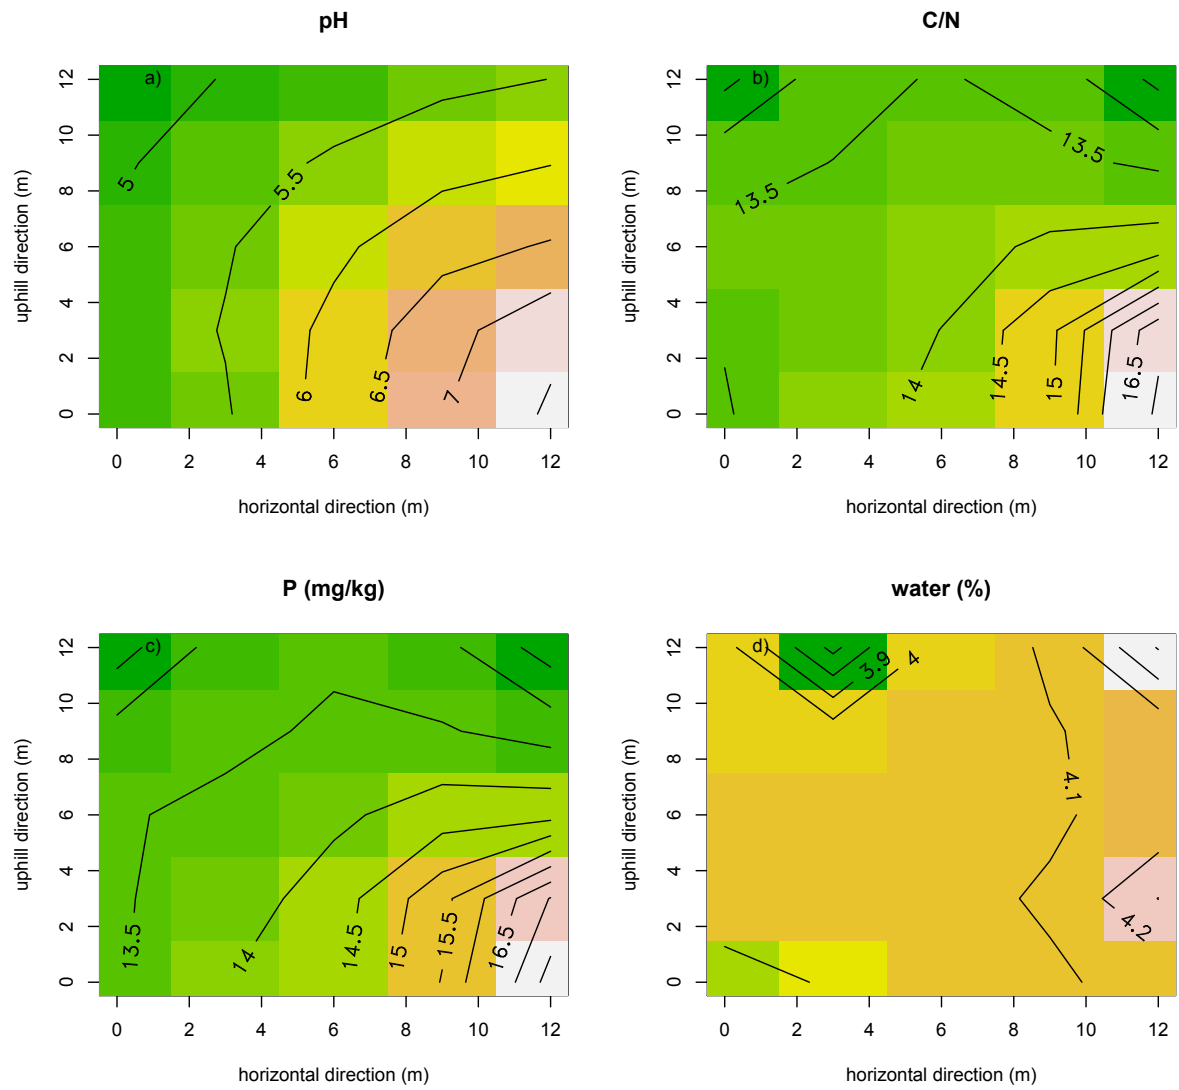 pH
a)
5
5.5
6
6.5
7
12
10
8
6
4
2
0
uphill direction (m)
0 2 4 6 8 10 12
horizontal direction (m)
C/N
b)
13.5
13.5
14
14.5
15
16.5
12
10
8
6
4
2
0
uphill direction (m)
0 2 4 6 8 10 12
horizontal direction (m)
P (mg/kg)
c)
13.5
14
14.5
15
15.5
16.5
12
10
8
6
4
2
0
uphill direction (m)
0 2 4 6 8 10 12
horizontal direction (m)
water (%)
d)
3.9
4
4.1
4.2
12
10
8
6
4
2
0
uphill direction (m)
0 2 4 6 8 10 12
horizontal direction (m)